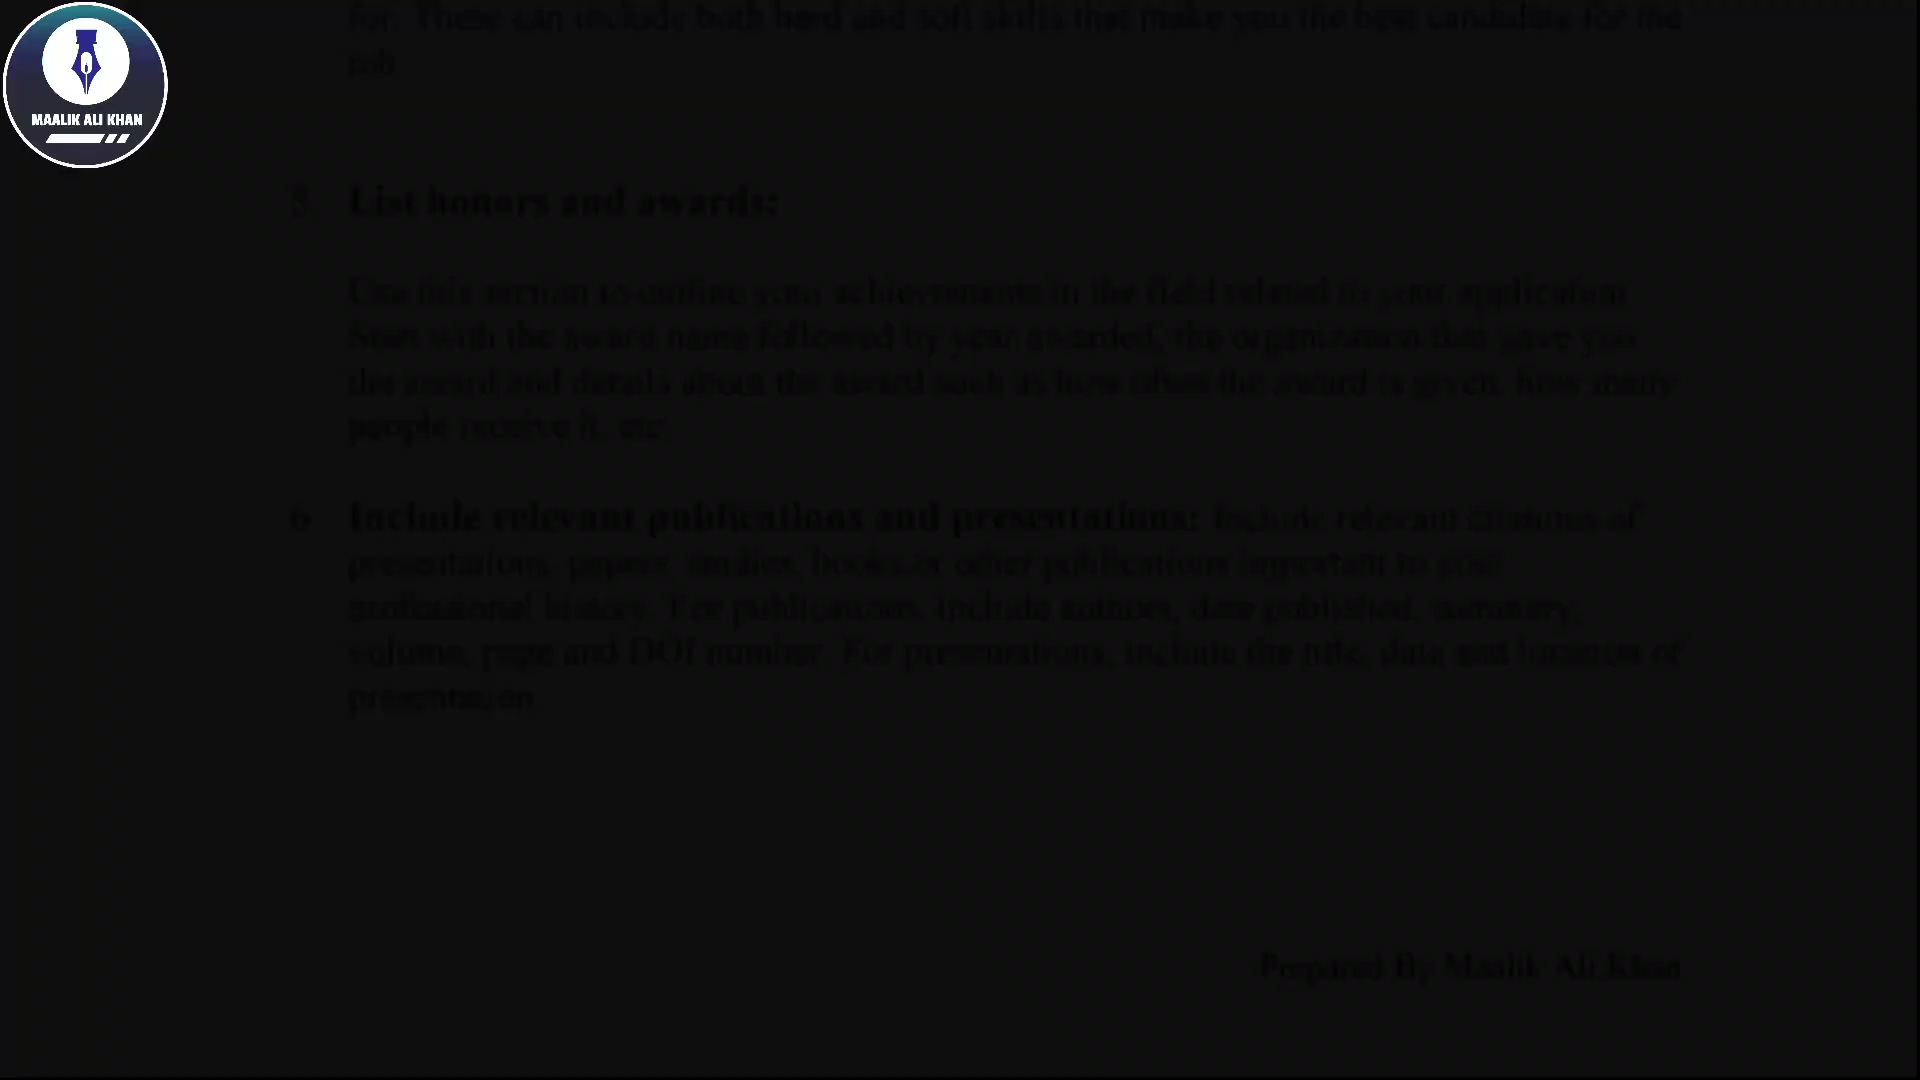 for. These can include both hard and soft skills that make you the best candidate for the
job.
MAALIK ALI KHAN
5. List honors and awards:
Use this section to outline your achievements in the field related to your application.
Start with the award name followed by year awarded, the organization that gave you
the award and details about the award such as how often the award is given, how many
people receive it, etc.
6. Include relevant publications and presentations: Include relevant citations of
presentations, papers, studies, books or other publications important to your
professional history. For publications, include authors, date published, summary,
volume, page and DOI number. For presentations, include the title, date and location of
presentation.
Prepared By Maalik Ali Khan